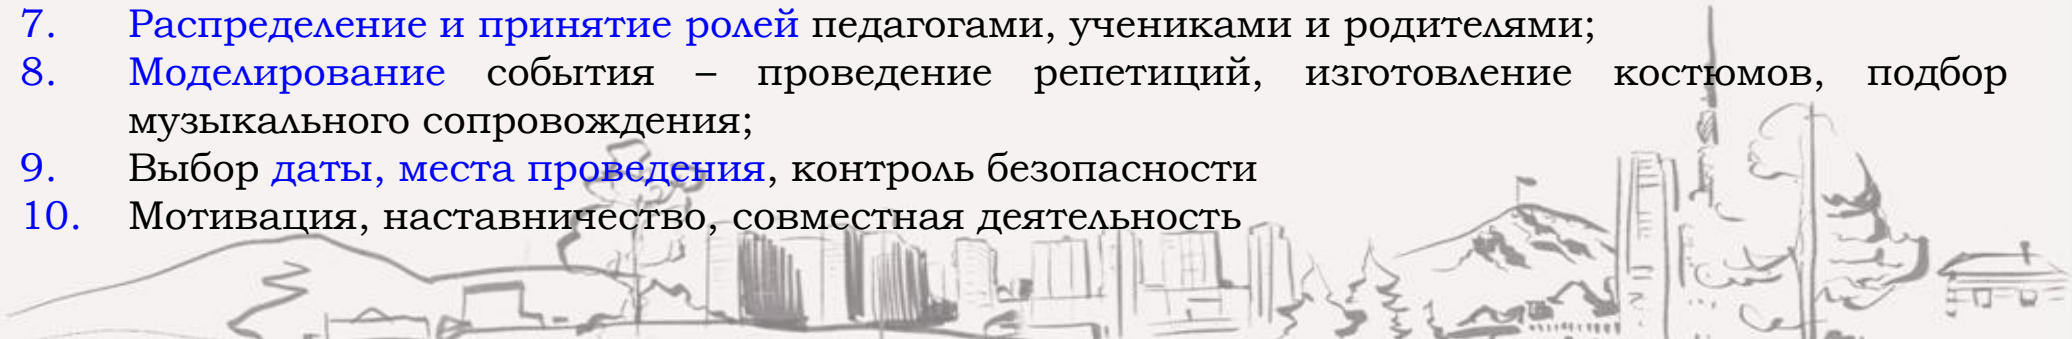 7. Распределение и принятие ролей педагогами, учениками и родителями;
8. Моделирование события – проведение репетиций, изготовление костюмов, подбор
музыкального сопровождения;
9. Выбор даты, места проведения, контроль безопасности
10. Мотивация, наставничество, совместная деятельность